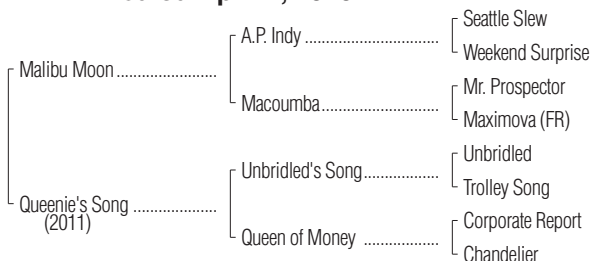 Seattle Slew
A.P. Indy
Weekend Surprise
Malibu Moon
Mr. Prospector
Macoumba
Maximova (FR)
Unbridled
Unbridled's Song
Trolley Song
Queenie's Song
(2011)
Corporate Report
Queen of Money
Chandelier